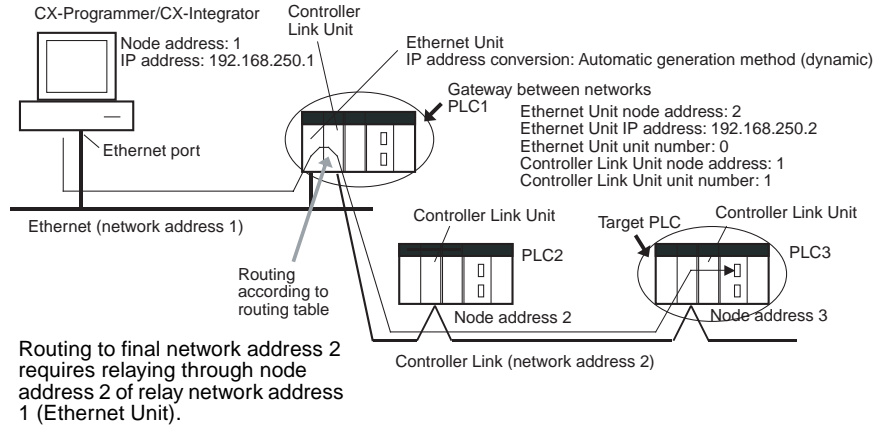 CX-Programmer/CX-Integrator
Node address: 1
IP address: 192.168.250.1
Ethernet port
Controller
Link Unit
Ethernet Unit
IP address conversion: Automatic generation method (dynamic)
Gateway between networks
PLC1
Ethernet Unit node address: 2
Ethernet Unit IP address: 192.168.250.2
Ethernet Unit unit number: 0
Controller Link Unit node address: 1
Controller Link Unit unit number: 1
Ethernet (network address 1)
Routing
according to
routing table
Controller Link Unit
PLC2
Node address 2
Target PLC
Controller Link Unit
PLC3
Node address 3
Controller Link (network address 2)
Routing to final network address 2
requires relaying through node
address 2 of relay network address
1 (Ethernet Unit).